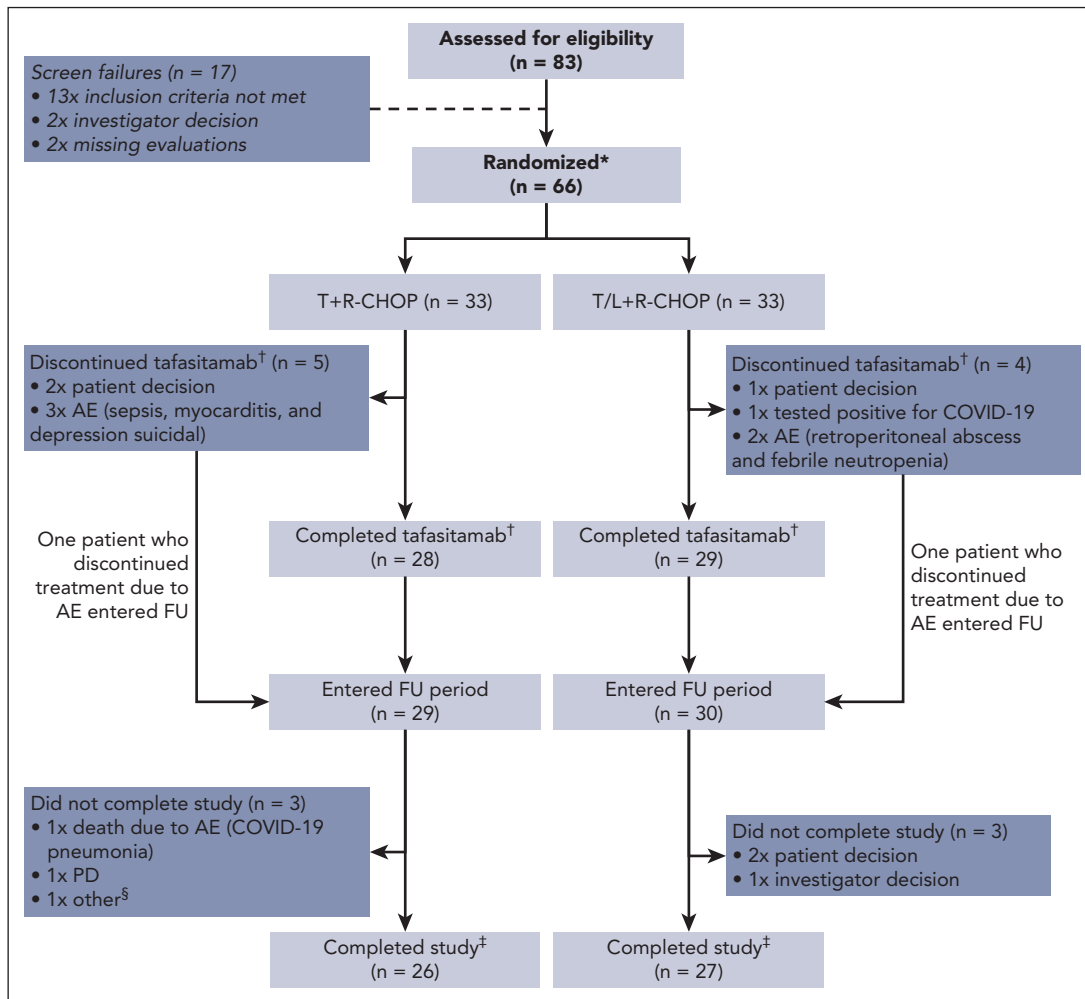 Assessed for eligibility
(n = 83)
Screen failures (n = 17)
• 13x inclusion criteria not met
• 2x investigator decision
• 2x missing evaluations
Randomized*
(n = 66)
T+R-CHOP (n = 33)
T/L+R-CHOP (n = 33)
Discontinued tafasitamab† (n = 5)
• 2x patient decision
• 3x AE (sepsis, myocarditis, and
depression suicidal)
Discontinued tafasitamab† (n = 4)
• 1x patient decision
• 1x tested positive for COVID-19
• 2x AE (retroperitoneal abscess
and febrile neutropenia)
One patient who
discontinued
treatment due to
AE entered FU
Completed tafasitamab†
(n = 28)
Completed tafasitamab†
(n = 29)
One patient who
discontinued
treatment due to
AE entered FU
Entered FU period
(n = 29)
Entered FU period
(n = 30)
Did not complete study (n = 3)
• 1x death due to AE (COVID-19
pneumonia)
• 1x PD
• 1x other§
Did not complete study (n = 3)
• 2x patient decision
• 1x investigator decision
Completed study‡
(n = 26)
Completed study‡
(n = 27)